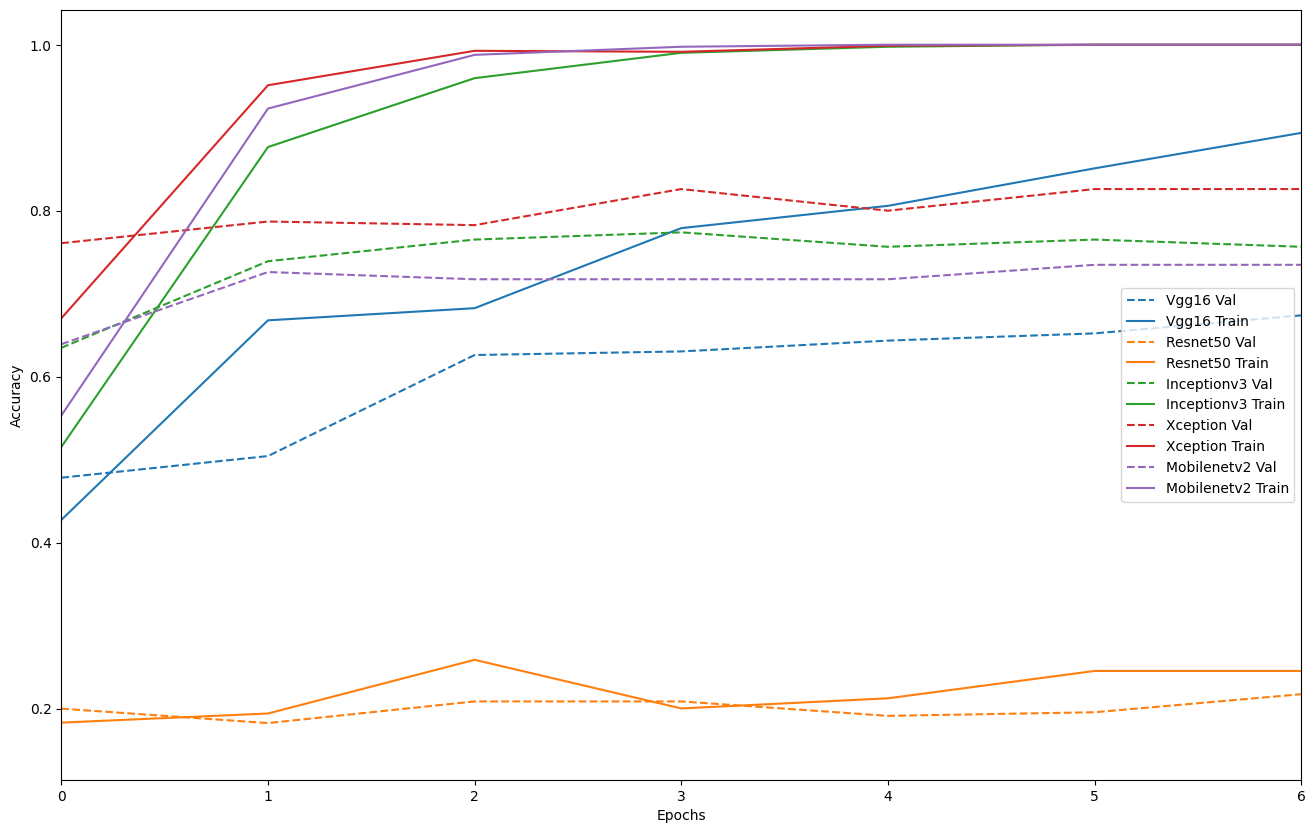 1.0
0.8
0.6
0.4
0.2
Accuracy
Vgg16 Val
Vgg16 Train
Resnet50 Val
Resnet50 Train
Inceptionv3 Val
Inceptionv3 Train
Xception Val
Xception Train
Mobilenetv2 Val
Mobilenetv2 Train
0 1 2 3 4 5 6
Epochs